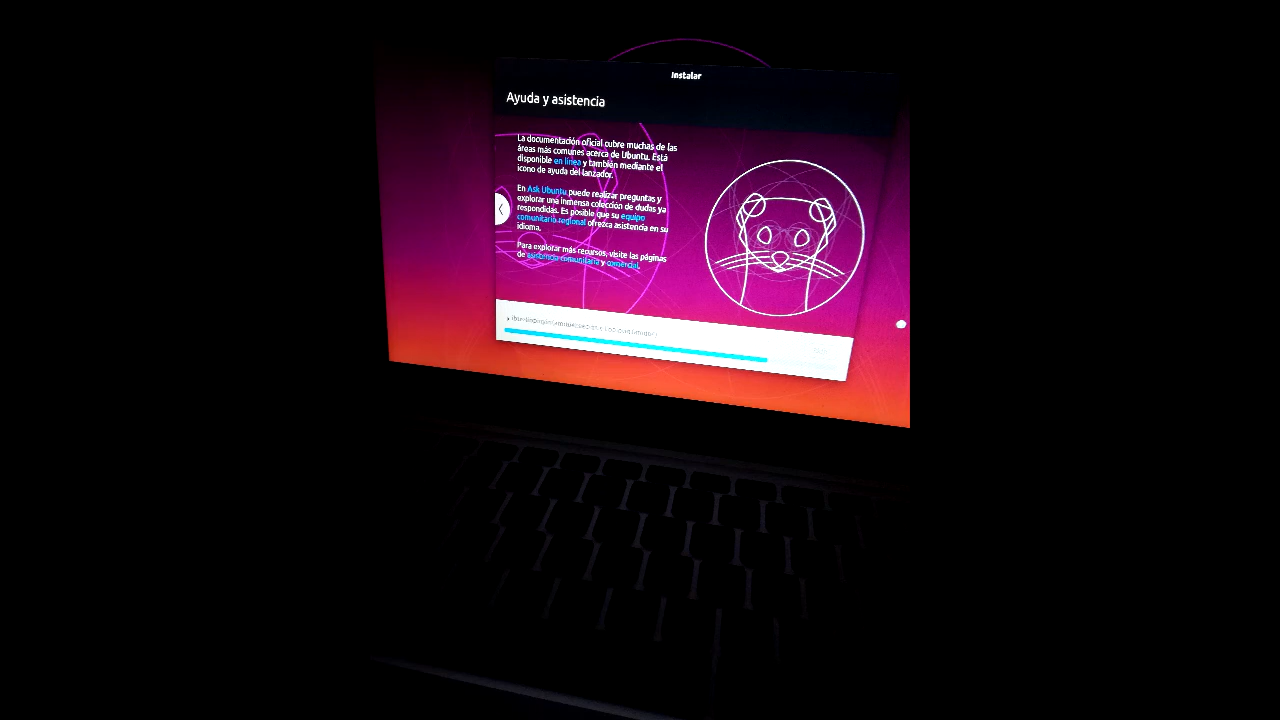 Instalar
Ayuda y asistencia
La documentación oficial cubre muchas de las
áreas más comunes acerca de Ubuntu. Está
disponible en línea y también mediante el
icono de ayuda del lanzador.
En Ask Ubuntu puede realizar preguntas y
explorar una inmensa colección de dudas ya
respondidas. Es posible que su equipo
comunitario regional ofrezca asistencia en su
idioma.
Para explorar más recursos, visite las páginas
de asistencia comunitaria y comercial.